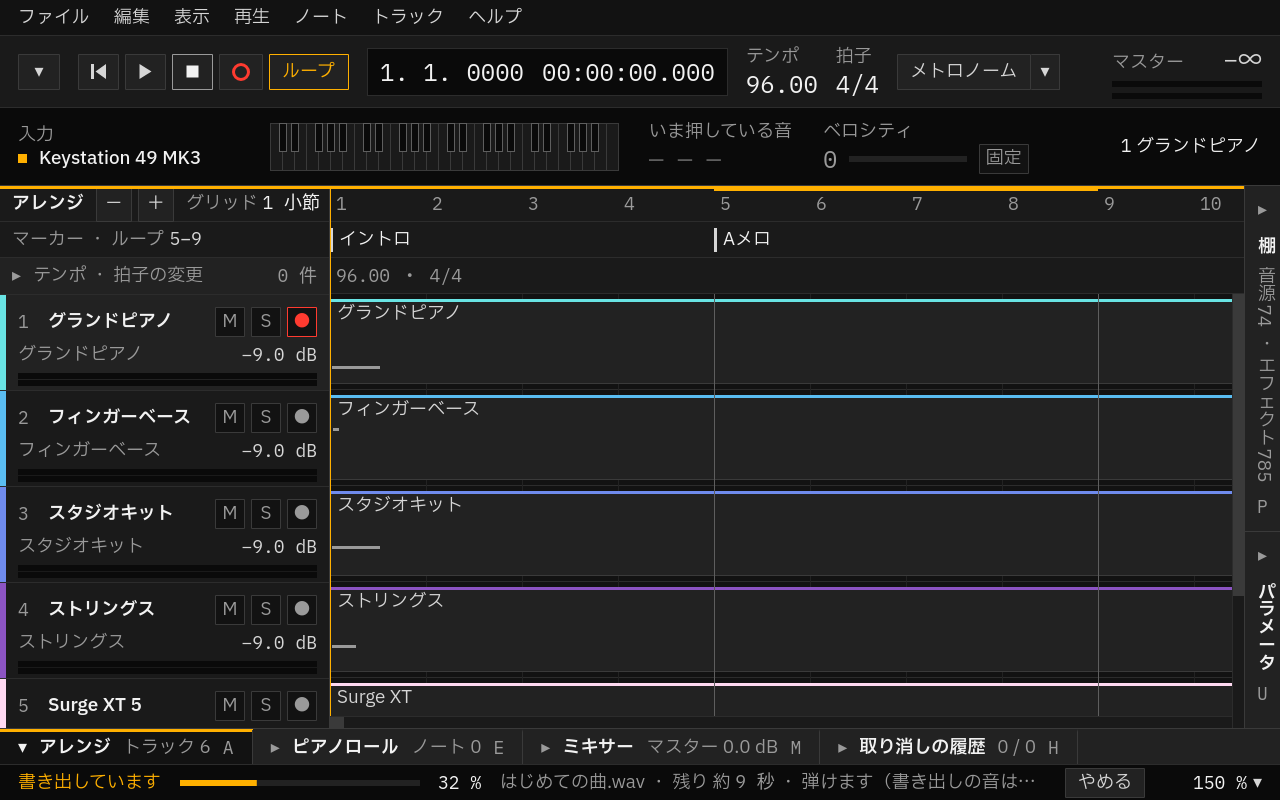 ファイル 編集 表示 再生 ノート トラック ヘルプ
▼ ループ 1. 1. 0000 00:00:00.000 テンポ 96.00 拍子 4/4 メトロノーム ▼ マスター −∞
入力 いま押している音 ベロシティ
Keystation 49 MK3 — — — 0 固定 1 グランドピアノ
アレンジ − + グリッド 1 小節 1 2 3 4 5 6 7 8 9 10
マーカー ・ ループ 5–9 イントロ Aメロ
▶ テンポ ・ 拍子の変更 0 件 96.00 • 4/4
1 グランドピアノ M S
グランドピアノ −9.0 dB
グランドピアノ
2 フィンガーベース M S
フィンガーベース −9.0 dB
フィンガーベース
3 スタジオキット M S
スタジオキット −9.0 dB
スタジオキット
4 ストリングス M S
ストリングス −9.0 dB
ストリングス
5 Surge XT 5 M S
Surge XT
▶ 棚 音源 74 ・ エフェクト 785 P
▶ パラメータ U
▼ アレンジ トラック 6 A ▶ ピアノロール ノート 0 E ▶ ミキサー マスター 0.0 dB M ▶ 取り消しの履歴 0 / 0 H
書き出しています 32 % はじめての曲.wav ・ 残り 約 9 秒 ・ 弾けます（書き出しの音は… やめる 150 % ▼